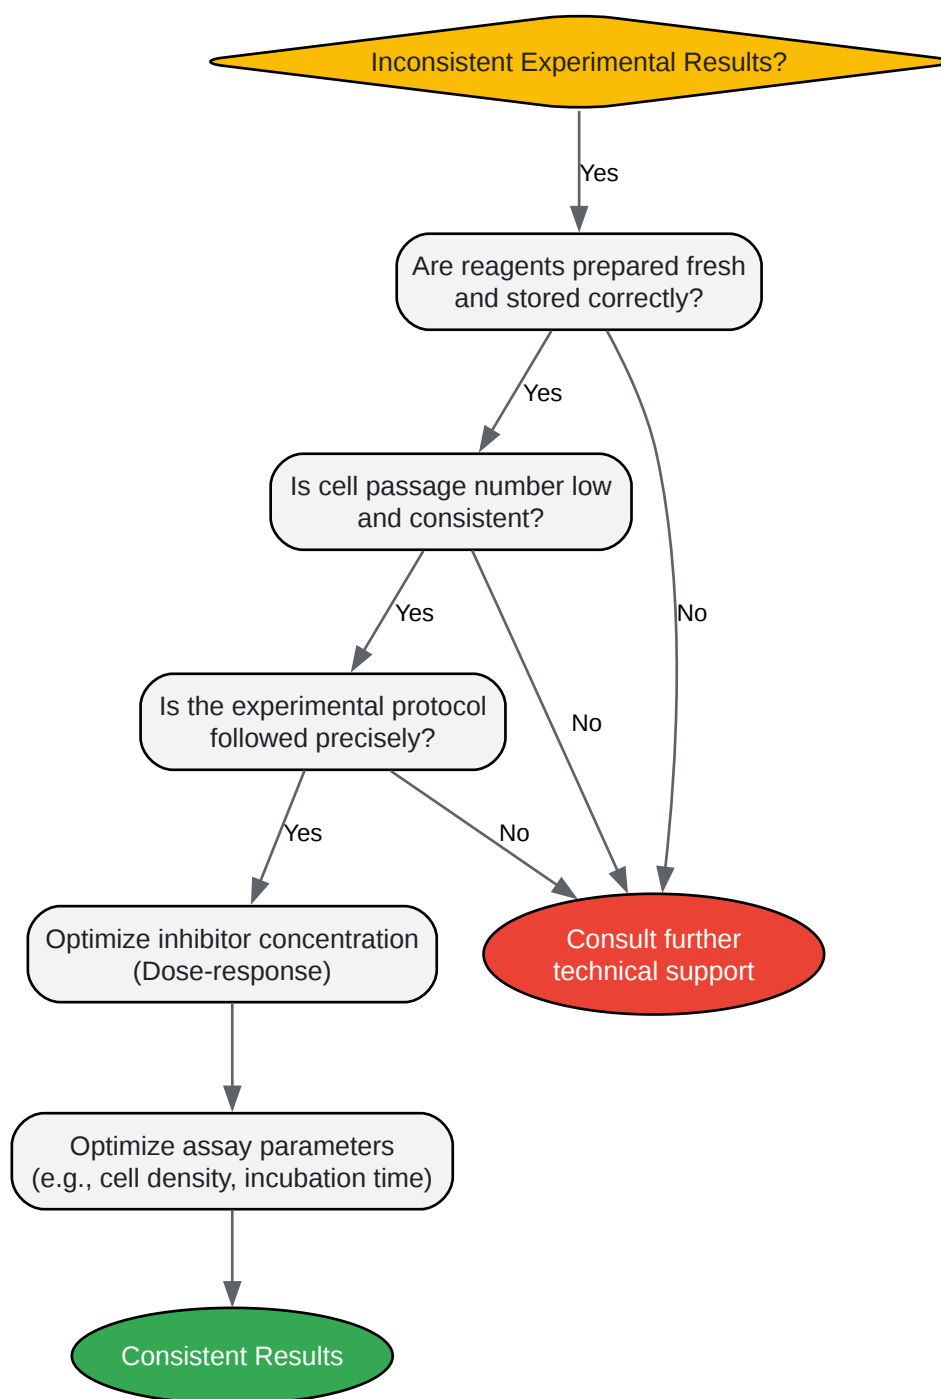 Inconsistent Experimental Results?
Yes
Are reagents prepared fresh
and stored correctly?
Yes
Is cell passage number low
and consistent?
Yes
No
Is the experimental protocol
followed precisely?
No
Yes
No
Optimize inhibitor concentration
(Dose-response)
Consult further
technical support
Optimize assay parameters
(e.g., cell density, incubation time)
Consistent Results